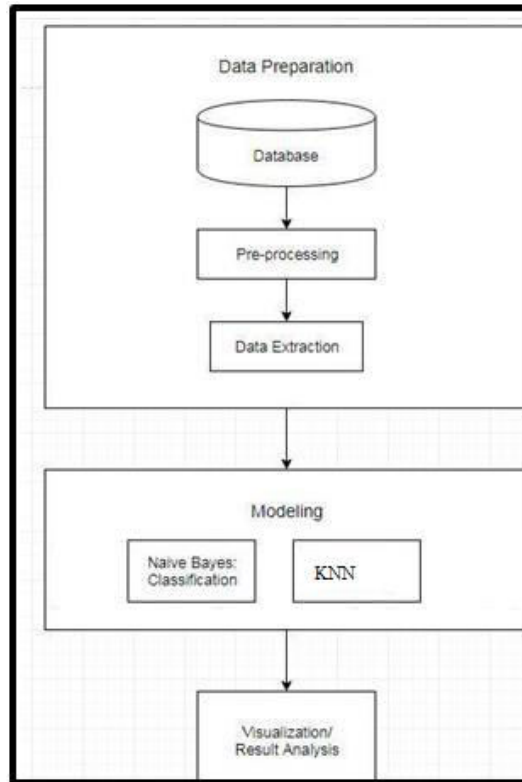 Data Preparation
Database
Pre-processing
Data Extraction
Modeling
Naive Bayes:
Classification
KNN
Visualization/
Result Analysis